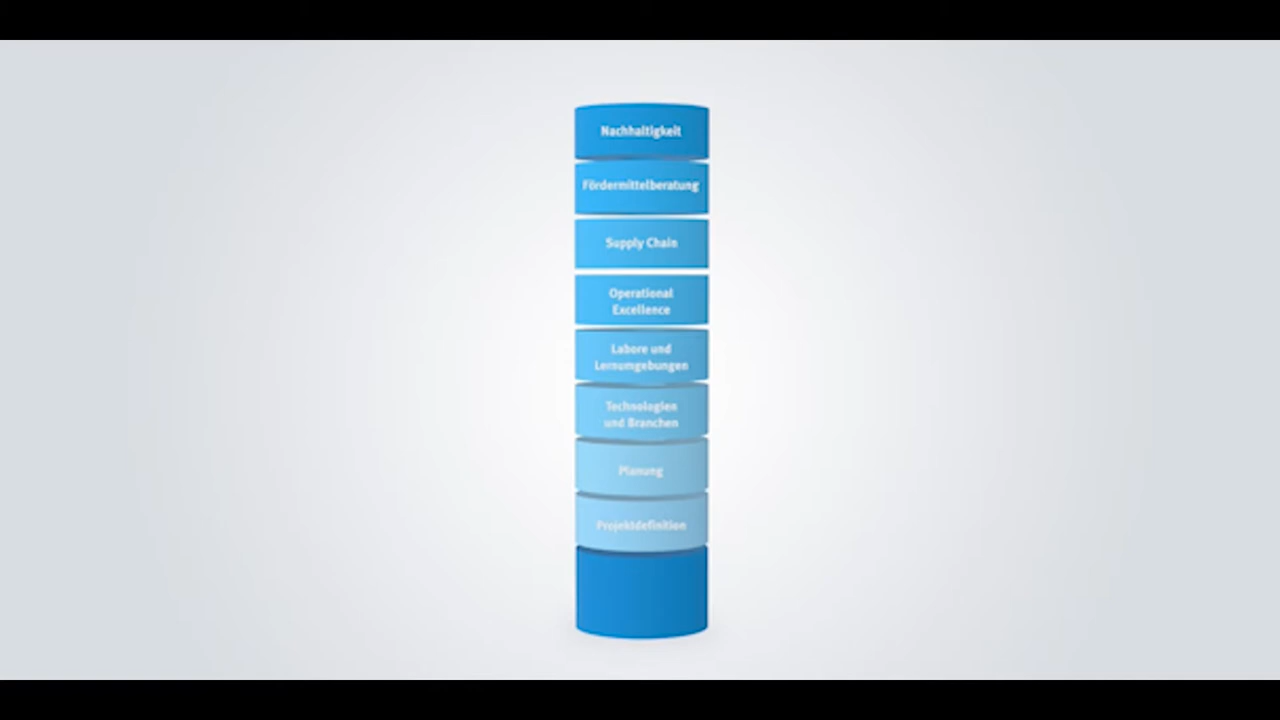 Nachhaltigkeit
Fördermittelberatung
Supply Chain
Operational
Excellence
Labore und
Lernumgebungen
Technologien
und Branchen
Planung
Projektdefinition